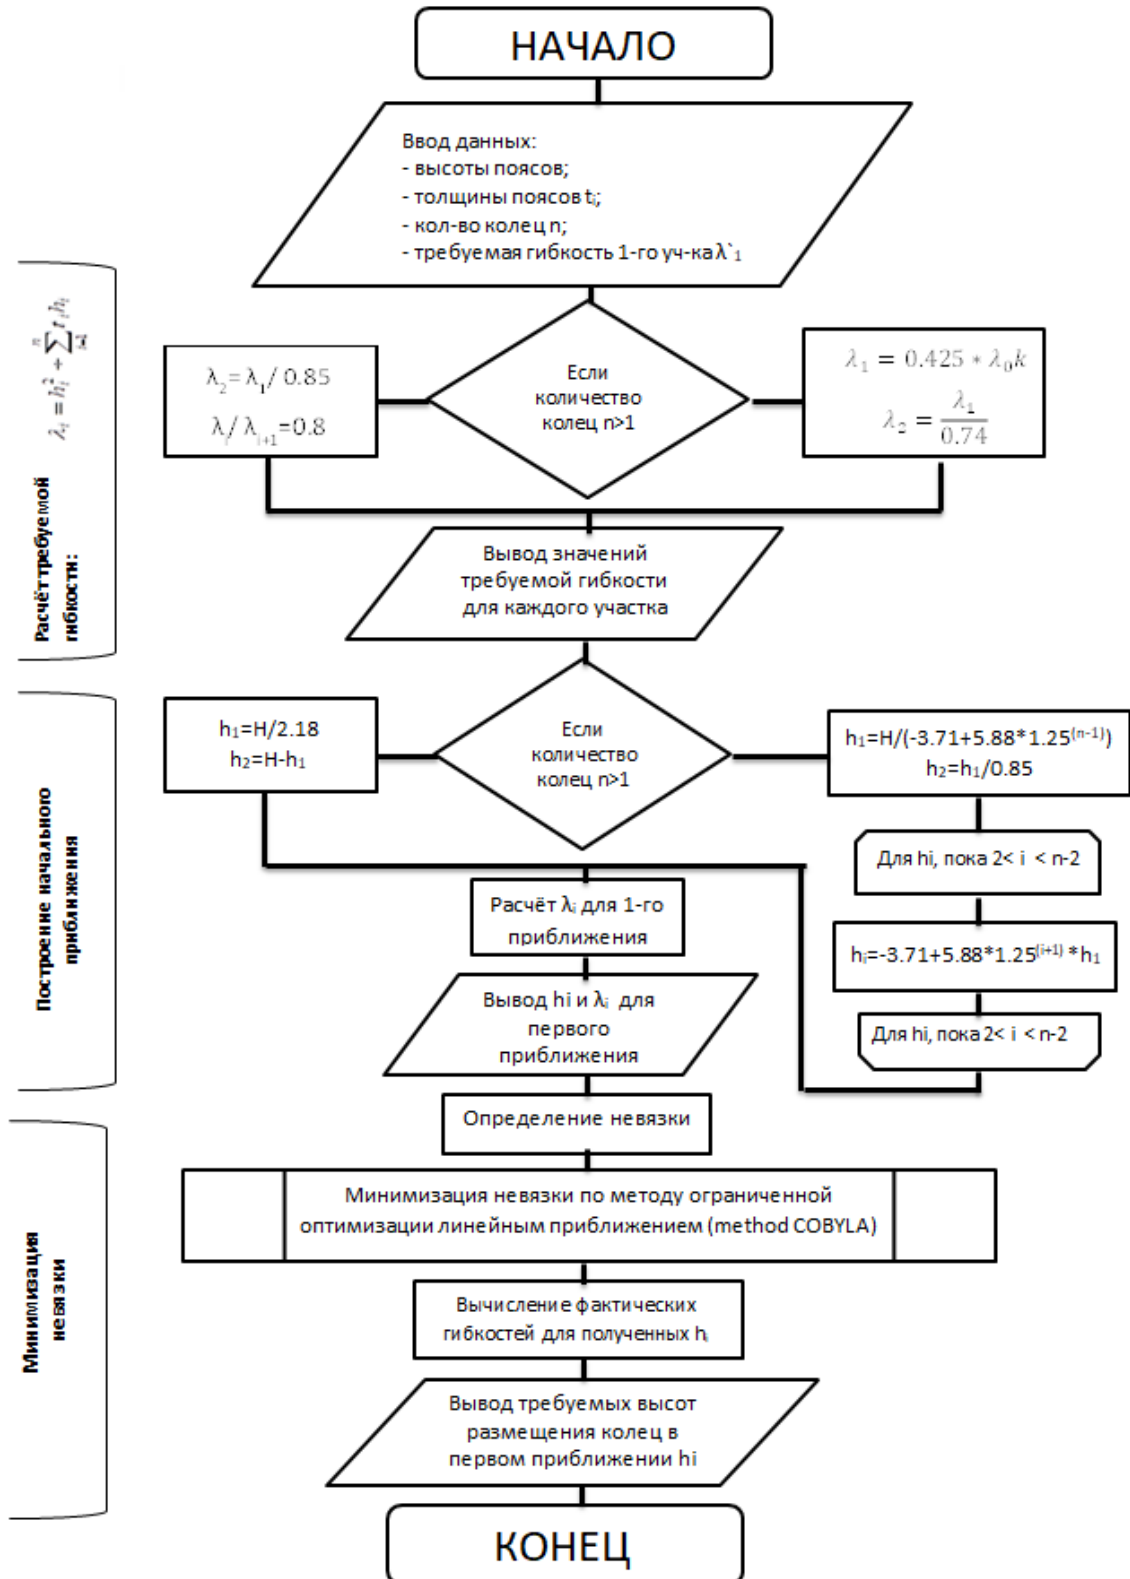 НАЧАЛО
Ввод данных:
- высоты поясов;
- толщины поясов tᵢ;
- кол-во колец n;
- требуемая гибкость 1-го уч-ка λ`₁
Расчёт требуемой
гибкости:
λᵢ = hᵢ² + ∑ⁿᵢ₌₁ tᵢhᵢ
λ₂=λ₁/ 0.85
λᵢ/ λᵢ₊₁=0.8
Если
количество
колец n>1
λ₁ = 0.425 * λ₀k
λ₂ = λ₁/0.74
Вывод значений
требуемой гибкости
для каждого участка
Построение начального
приближения
h₁=H/2.18
h₂=H-h₁
Если
количество
колец n>1
h₁=H/(-3.71+5.88*1.25⁽ⁿ⁻¹⁾)
h₂=h₁/0.85
Для hi, пока 2< i < n-2
hᵢ=-3.71+5.88*1.25⁽ⁱ⁺¹⁾*h₁
Для hi, пока 2< i < n-2
Расчёт λᵢ для 1-го
приближения
Вывод hi и λᵢ для
первого
приближения
Минимизация
невязки
Определение невязки
Минимизация невязки по методу ограниченной
оптимизации линейным приближением (method COBYLA)
Вычисление фактических
гибкостей для полученных hᵢ
Вывод требуемых высот
размещения колец в
первом приближении hi
КОНЕЦ